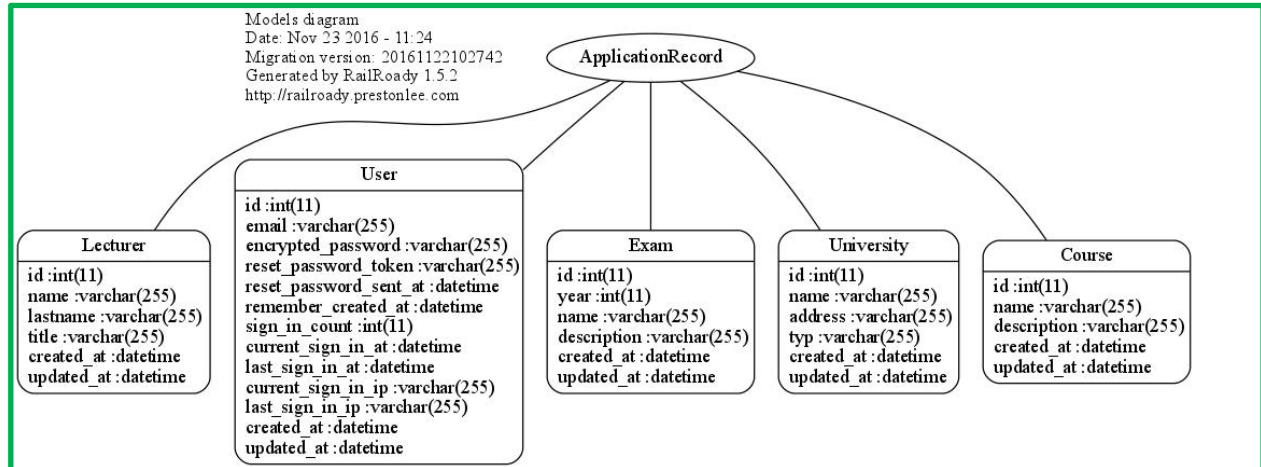 Models diagram
Date: Nov 23 2016 - 11:24
Migration version: 20161122102742
Generated by RailRoady 1.5.2
http://railroady.prestonlee.com
ApplicationRecord
Lecturer
id :int(11)
name :varchar(255)
lastname :varchar(255)
title :varchar(255)
created_at :datetime
updated_at :datetime
User
id :int(11)
email :varchar(255)
encrypted_password :varchar(255)
reset_password_token :varchar(255)
reset_password_sent_at :datetime
remember_created_at :datetime
sign_in_count :int(11)
current_sign_in_at :datetime
last_sign_in_at :datetime
current_sign_in_ip :varchar(255)
last_sign_in_ip :varchar(255)
created_at :datetime
updated_at :datetime
Exam
id :int(11)
year :int(11)
name :varchar(255)
description :varchar(255)
created_at :datetime
updated_at :datetime
University
id :int(11)
name :varchar(255)
address :varchar(255)
typ :varchar(255)
created_at :datetime
updated_at :datetime
Course
id :int(11)
name :varchar(255)
description :varchar(255)
created_at :datetime
updated_at :datetime